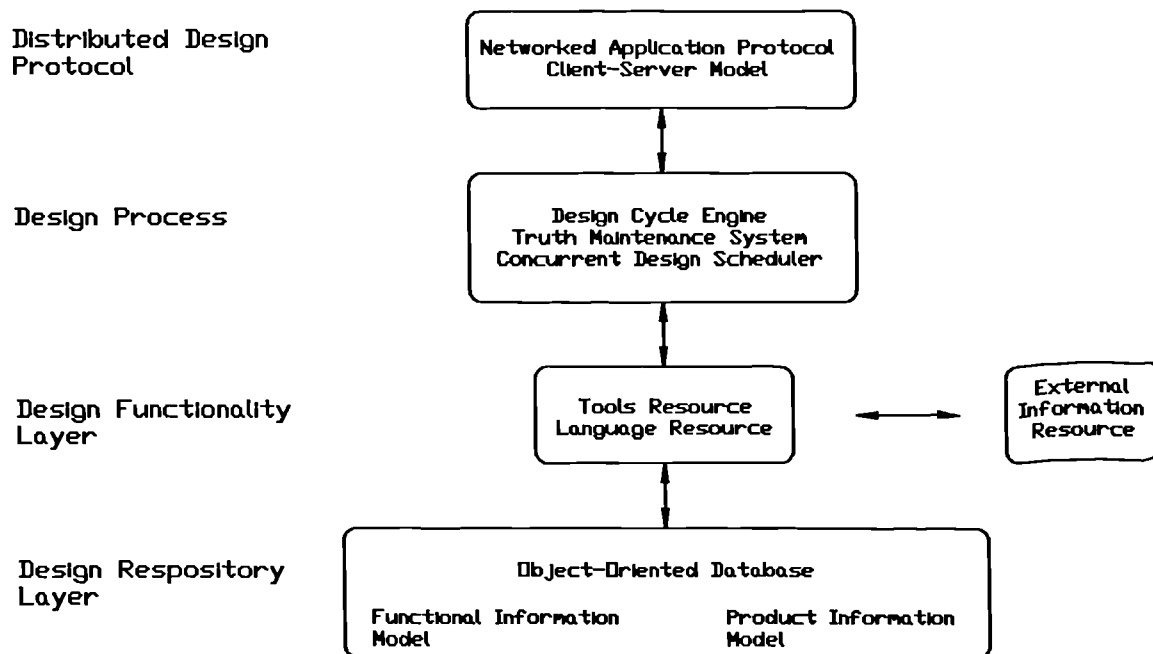 Distributed Design
Protocol
Networked Application Protocol
Client-Server Model
Design Process
Design Cycle Engine
Truth Maintenance System
Concurrent Design Scheduler
Design Functionality
Layer
Tools Resource
Language Resource
External
Information
Resource
Design Respository
Layer
Object-Oriented Database
Functional Information
Model
Product Information
Model